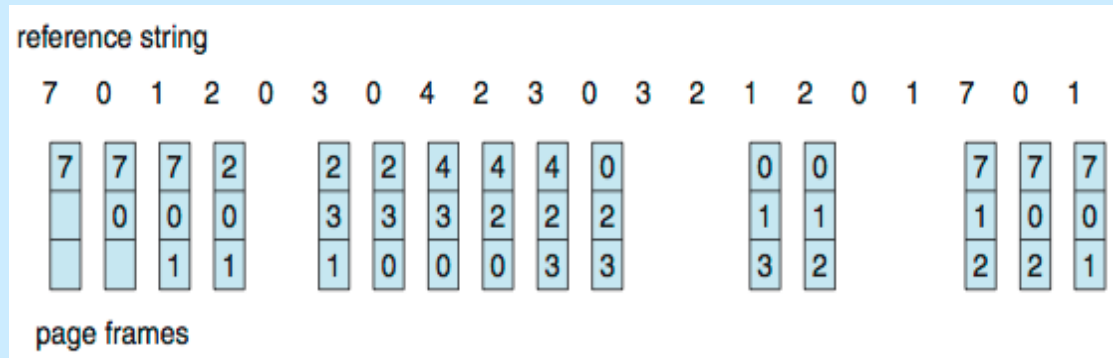 reference string
7 0 1 2 0 3 0 4 2 3 0 3 2 1 2 0 1 7 0 1
7 7 7 2 2 2 4 4 4 0 0 0 7 7 7
0 0 0 3 3 3 2 2 2 1 1 1 0 0
1 1 1 0 0 0 3 3 3 2 2 2 1
page frames